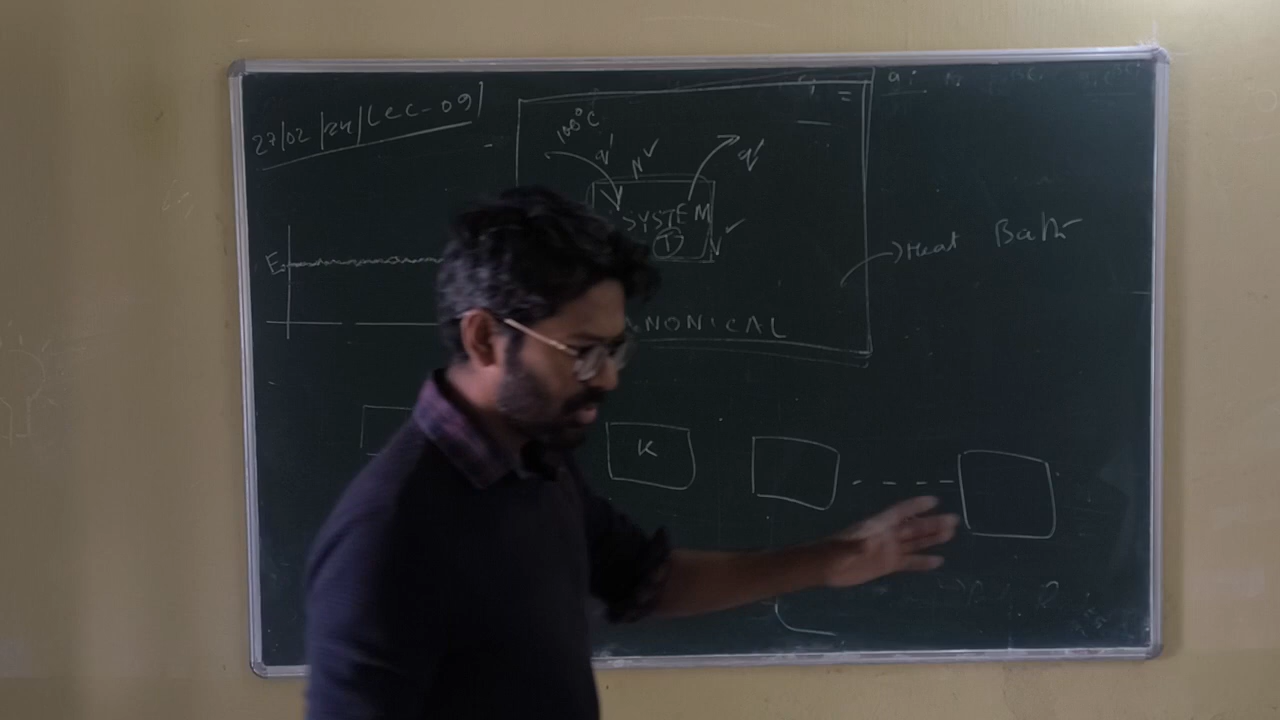 27/02/24/Lec-09
100°C
q'
N✓
q'
SYSTEM
T
V✓
E
Heat Bath
NONICAL
K